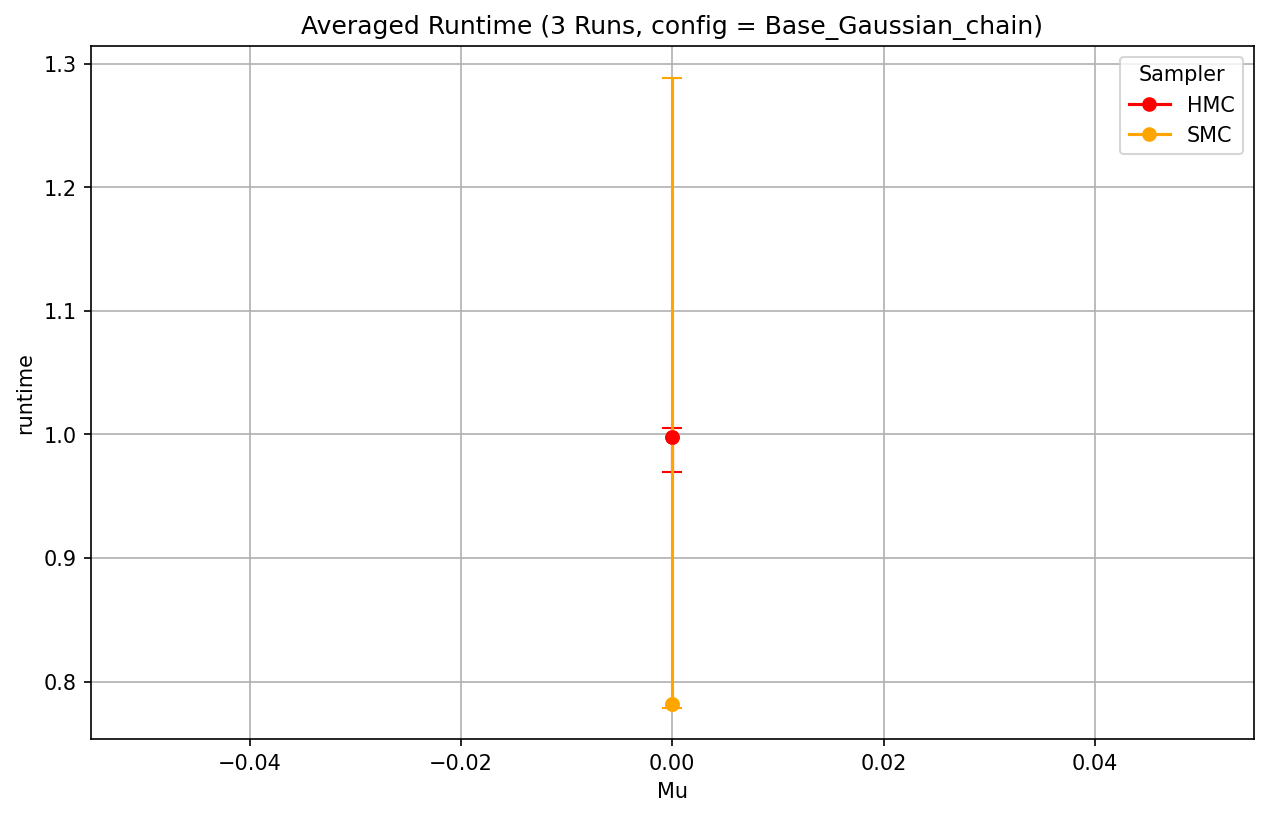 Averaged Runtime (3 Runs, config = Base_Gaussian_chain)
Sampler
HMC
SMC
runtime
1.3
1.2
1.1
1.0
0.9
0.8
−0.04
−0.02
0.00
0.02
0.04
Mu